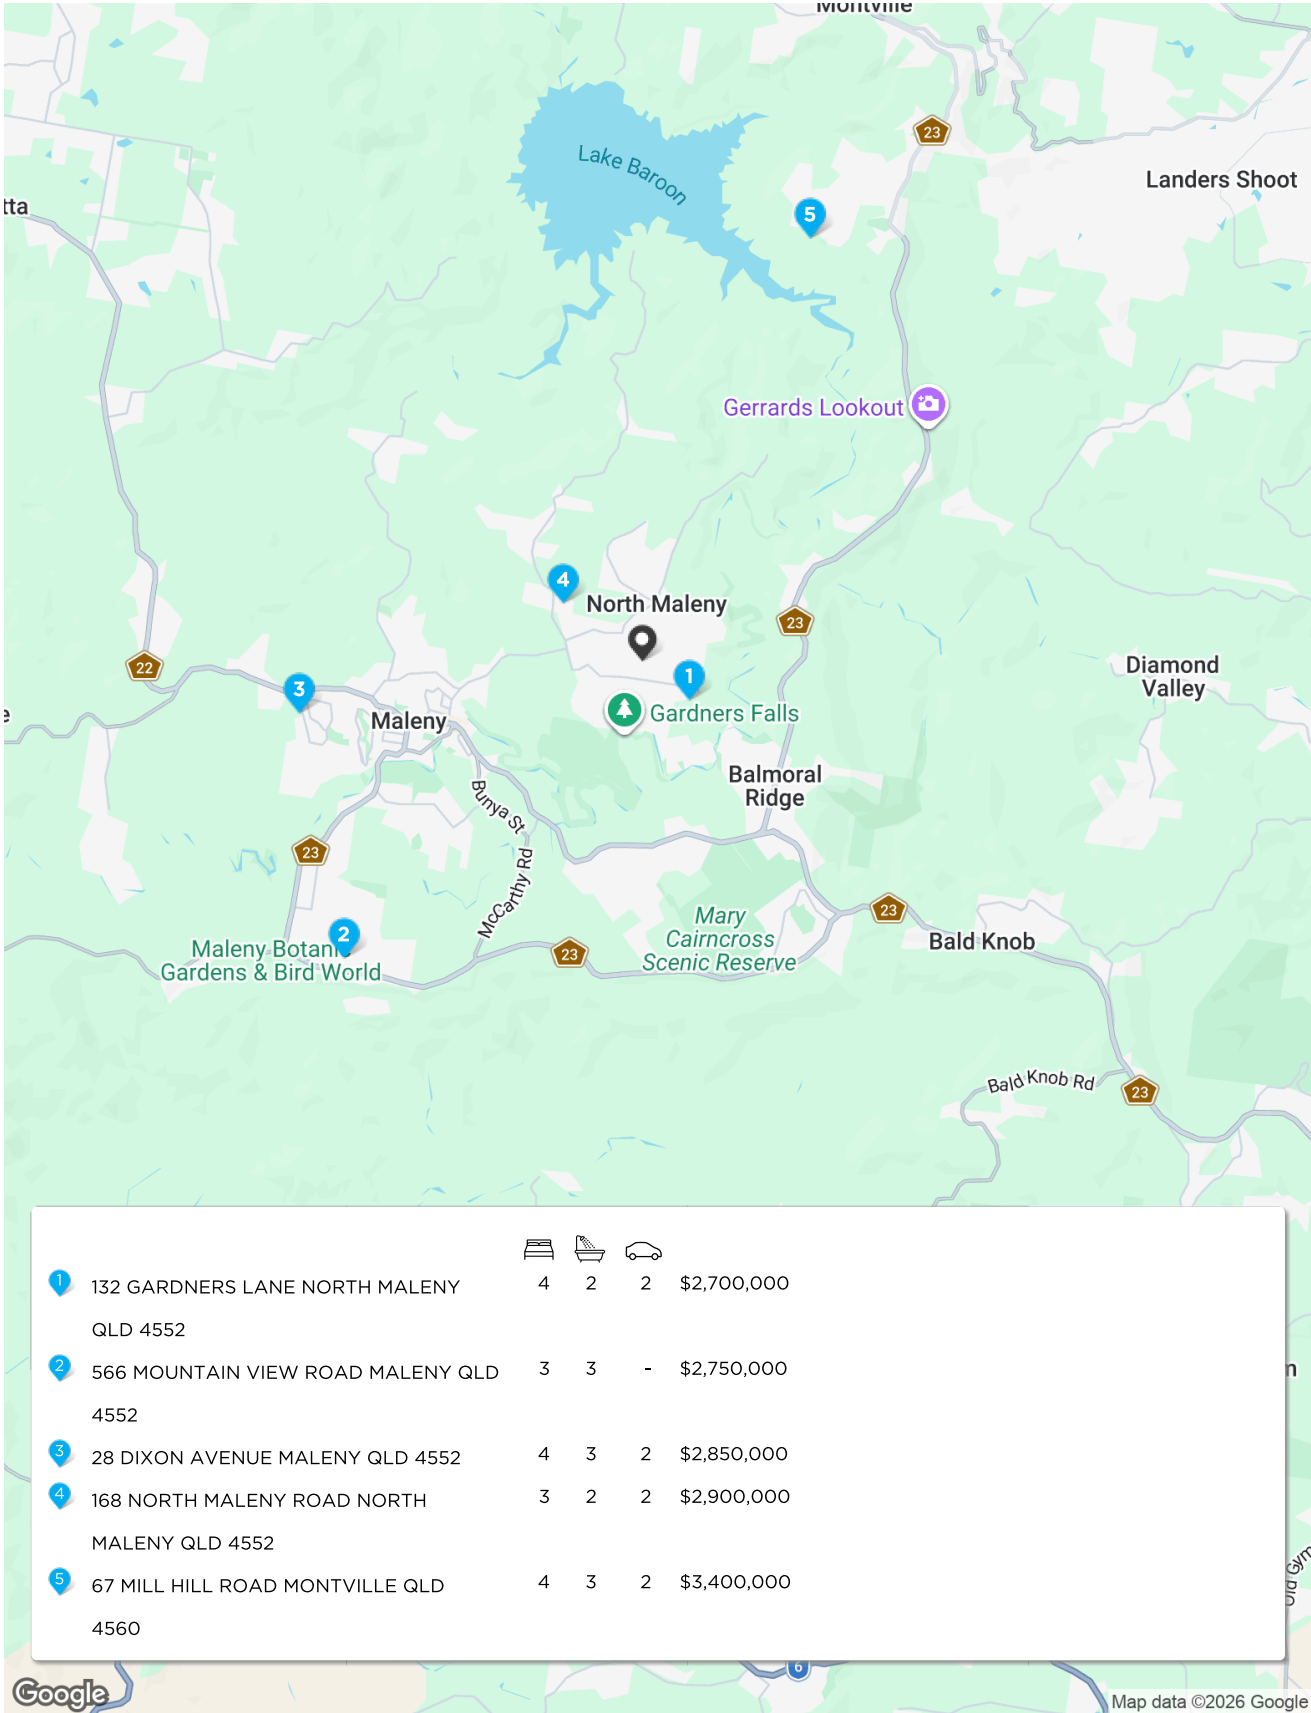 Montville
23
Lake Baroon
Landers Shoot
tta
5
Gerrards Lookout
4
North Maleny
23
22
Diamond
Valley
1
3
Gardners Falls
e
Maleny
Balmoral
Ridge
Bunya St
23
McCarthy Rd
Mary
Cairncross
Scenic Reserve
23
2
Bald Knob
Maleny Botanic
Gardens & Bird World
23
Bald Knob Rd
23
1 132 GARDNERS LANE NORTH MALENY 4 2 2 $2,700,000
QLD 4552
2 566 MOUNTAIN VIEW ROAD MALENY QLD 3 3 - $2,750,000
4552
n
3 28 DIXON AVENUE MALENY QLD 4552 4 3 2 $2,850,000
4 168 NORTH MALENY ROAD NORTH 3 2 2 $2,900,000
MALENY QLD 4552
5 67 MILL HILL ROAD MONTVILLE QLD 4 3 2 $3,400,000
4560
Old Gym
6
Google
Map data ©2026 Google